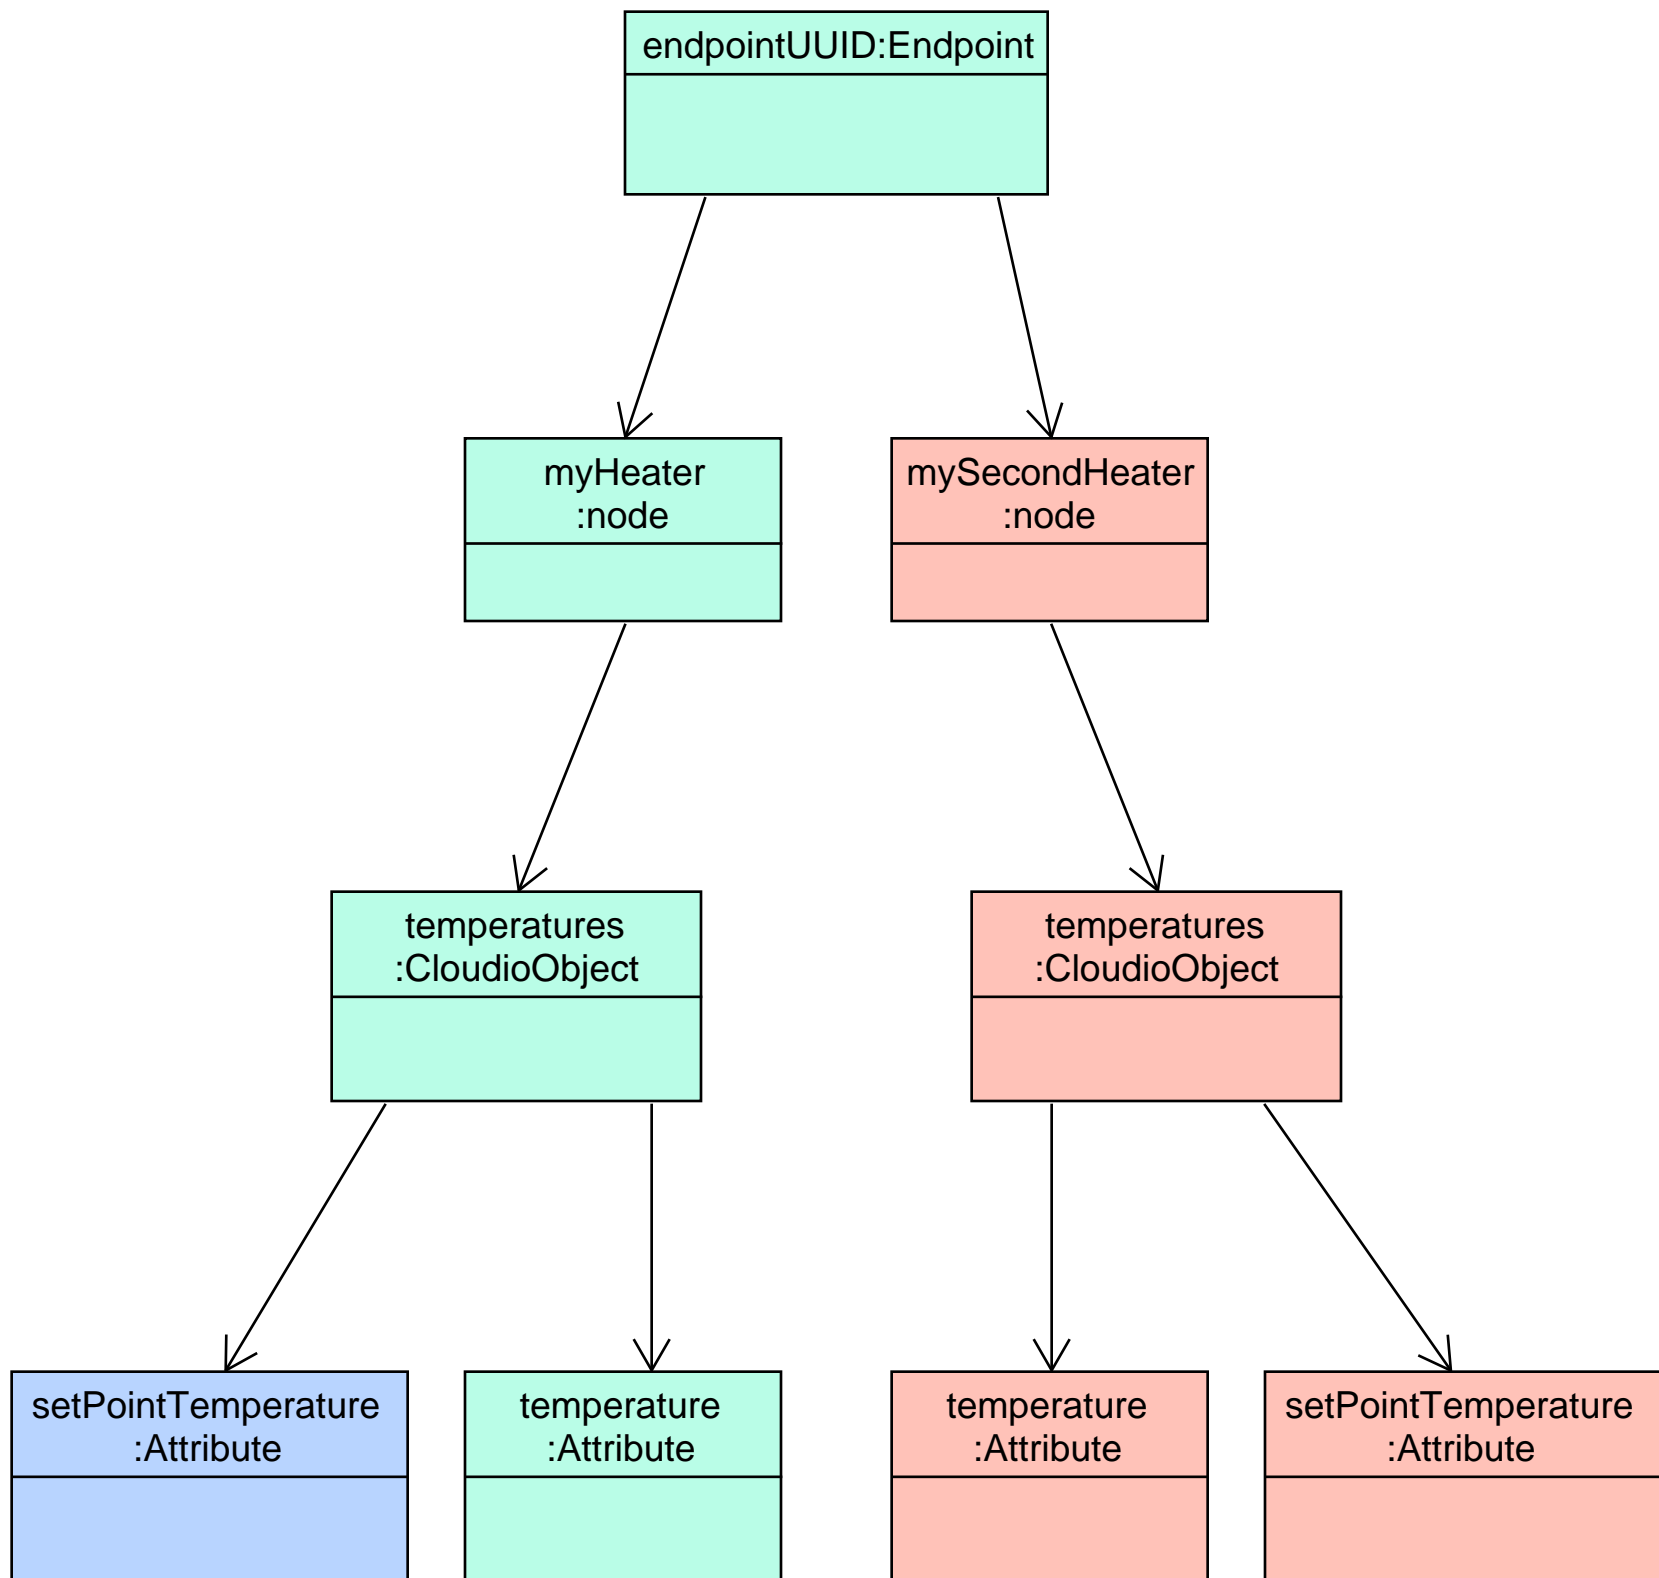 endpointUUID:Endpoint
myHeater
:node
mySecondHeater
:node
temperatures
:CloudioObject
temperatures
:CloudioObject
setPointTemperature
:Attribute
temperature
:Attribute
temperature
:Attribute
setPointTemperature
:Attribute